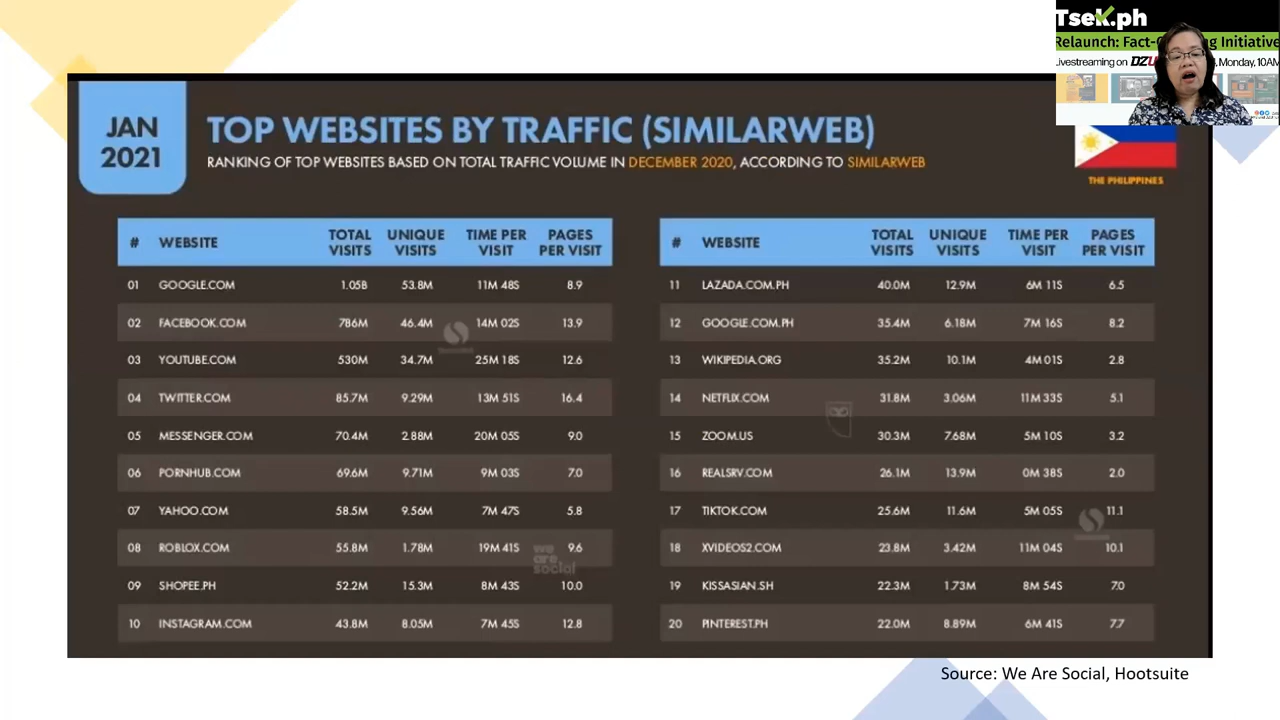 Tsek.ph
Relaunch: Fact- ng Initiative
Livestreaming on DZU , Monday, 10AM
JAN
2021
TOP WEBSITES BY TRAFFIC (SIMILARWEB)
RANKING OF TOP WEBSITES BASED ON TOTAL TRAFFIC VOLUME IN DECEMBER 2020, ACCORDING TO SIMILARWEB
THE PHILIPPINES
# WEBSITE TOTAL VISITS UNIQUE VISITS TIME PER VISIT PAGES PER VISIT
01 GOOGLE.COM 1.05B 53.8M 11M 48S 8.9
02 FACEBOOK.COM 786M 46.4M 14M 02S 13.9
03 YOUTUBE.COM 530M 34.7M 25M 18S 12.6
04 TWITTER.COM 85.7M 9.29M 13M 51S 16.4
05 MESSENGER.COM 70.4M 2.88M 20M 05S 9.0
06 PORNHUB.COM 69.6M 9.71M 9M 03S 7.0
07 YAHOO.COM 58.5M 9.56M 7M 47S 5.8
08 ROBLOX.COM 55.8M 1.78M 19M 41S 9.6
09 SHOPEE.PH 52.2M 15.3M 8M 43S 10.0
10 INSTAGRAM.COM 43.8M 8.05M 7M 45S 12.8
we
are
social
# WEBSITE TOTAL VISITS UNIQUE VISITS TIME PER VISIT PAGES PER VISIT
11 LAZADA.COM.PH 40.0M 12.9M 6M 11S 6.5
12 GOOGLE.COM.PH 35.4M 6.18M 7M 16S 8.2
13 WIKIPEDIA.ORG 35.2M 10.1M 4M 01S 2.8
14 NETFLIX.COM 31.8M 3.06M 11M 33S 5.1
15 ZOOM.US 30.3M 7.68M 5M 10S 3.2
16 REALSRV.COM 26.1M 13.9M 0M 38S 2.0
17 TIKTOK.COM 25.6M 11.6M 5M 05S 11.1
18 XVIDEOS2.COM 23.8M 3.42M 11M 04S 10.1
19 KISSASIAN.SH 22.3M 1.73M 8M 54S 7.0
20 PINTEREST.PH 22.0M 8.89M 6M 41S 7.7
Source: We Are Social, Hootsuite